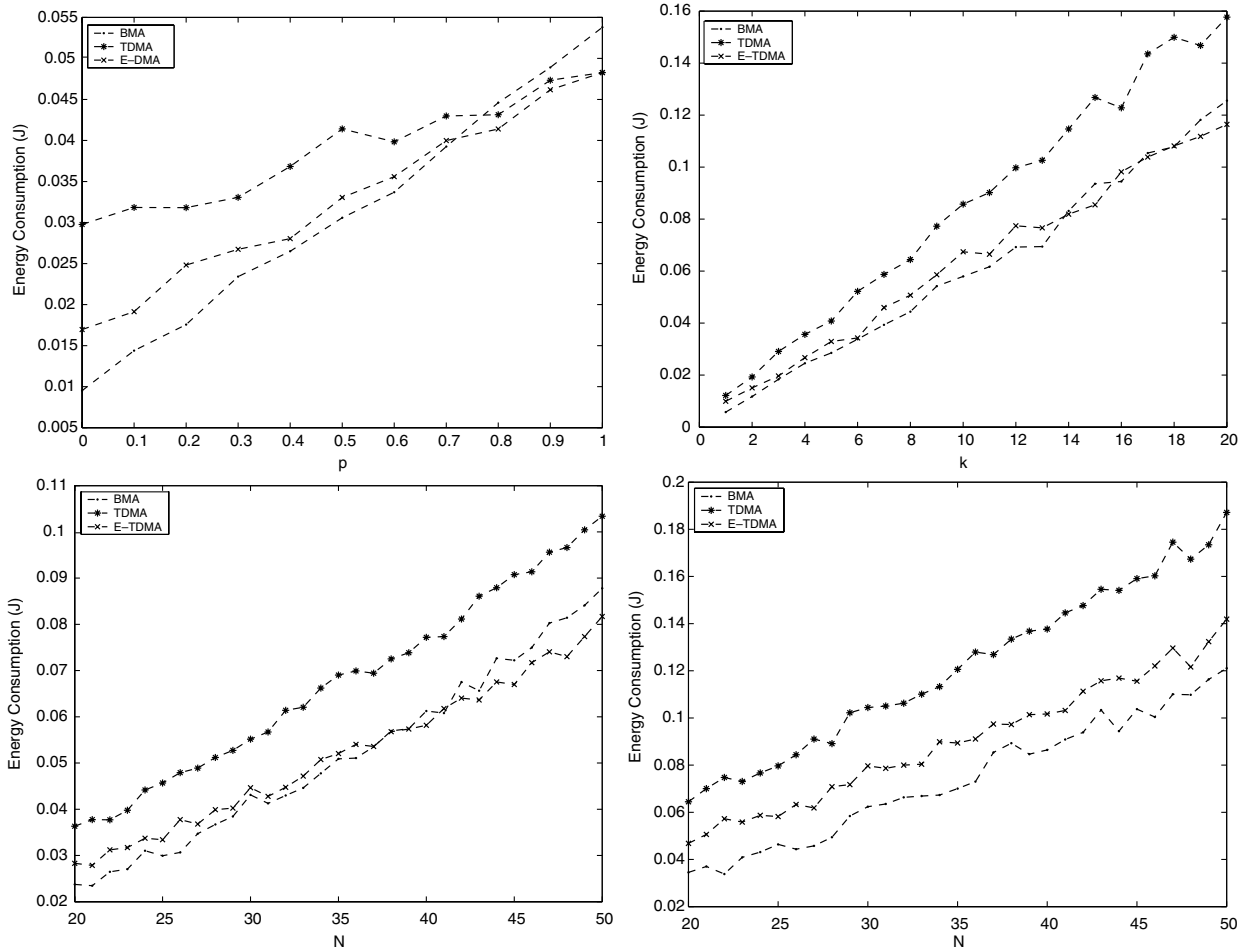 0.055
0.05
0.045
0.04
0.035
0.03
0.025
0.02
0.015
0.01
0.005
Energy Consumption (J)
BMA
TDMA
E-DMA
0 0.1 0.2 0.3 0.4 0.5 0.6 0.7 0.8 0.9 1
p
0.16
0.14
0.12
0.1
0.08
0.06
0.04
0.02
0
Energy Consumption (J)
BMA
TDMA
E-TDMA
0 2 4 6 8 10 12 14 16 18 20
k
0.11
0.1
0.09
0.08
0.07
0.06
0.05
0.04
0.03
0.02
Energy Consumption (J)
BMA
TDMA
E-TDMA
20 25 30 35 40 45 50
N
0.2
0.18
0.16
0.14
0.12
0.1
0.08
0.06
0.04
0.02
Energy Consumption (J)
BMA
TDMA
E-TDMA
20 25 30 35 40 45 50
N